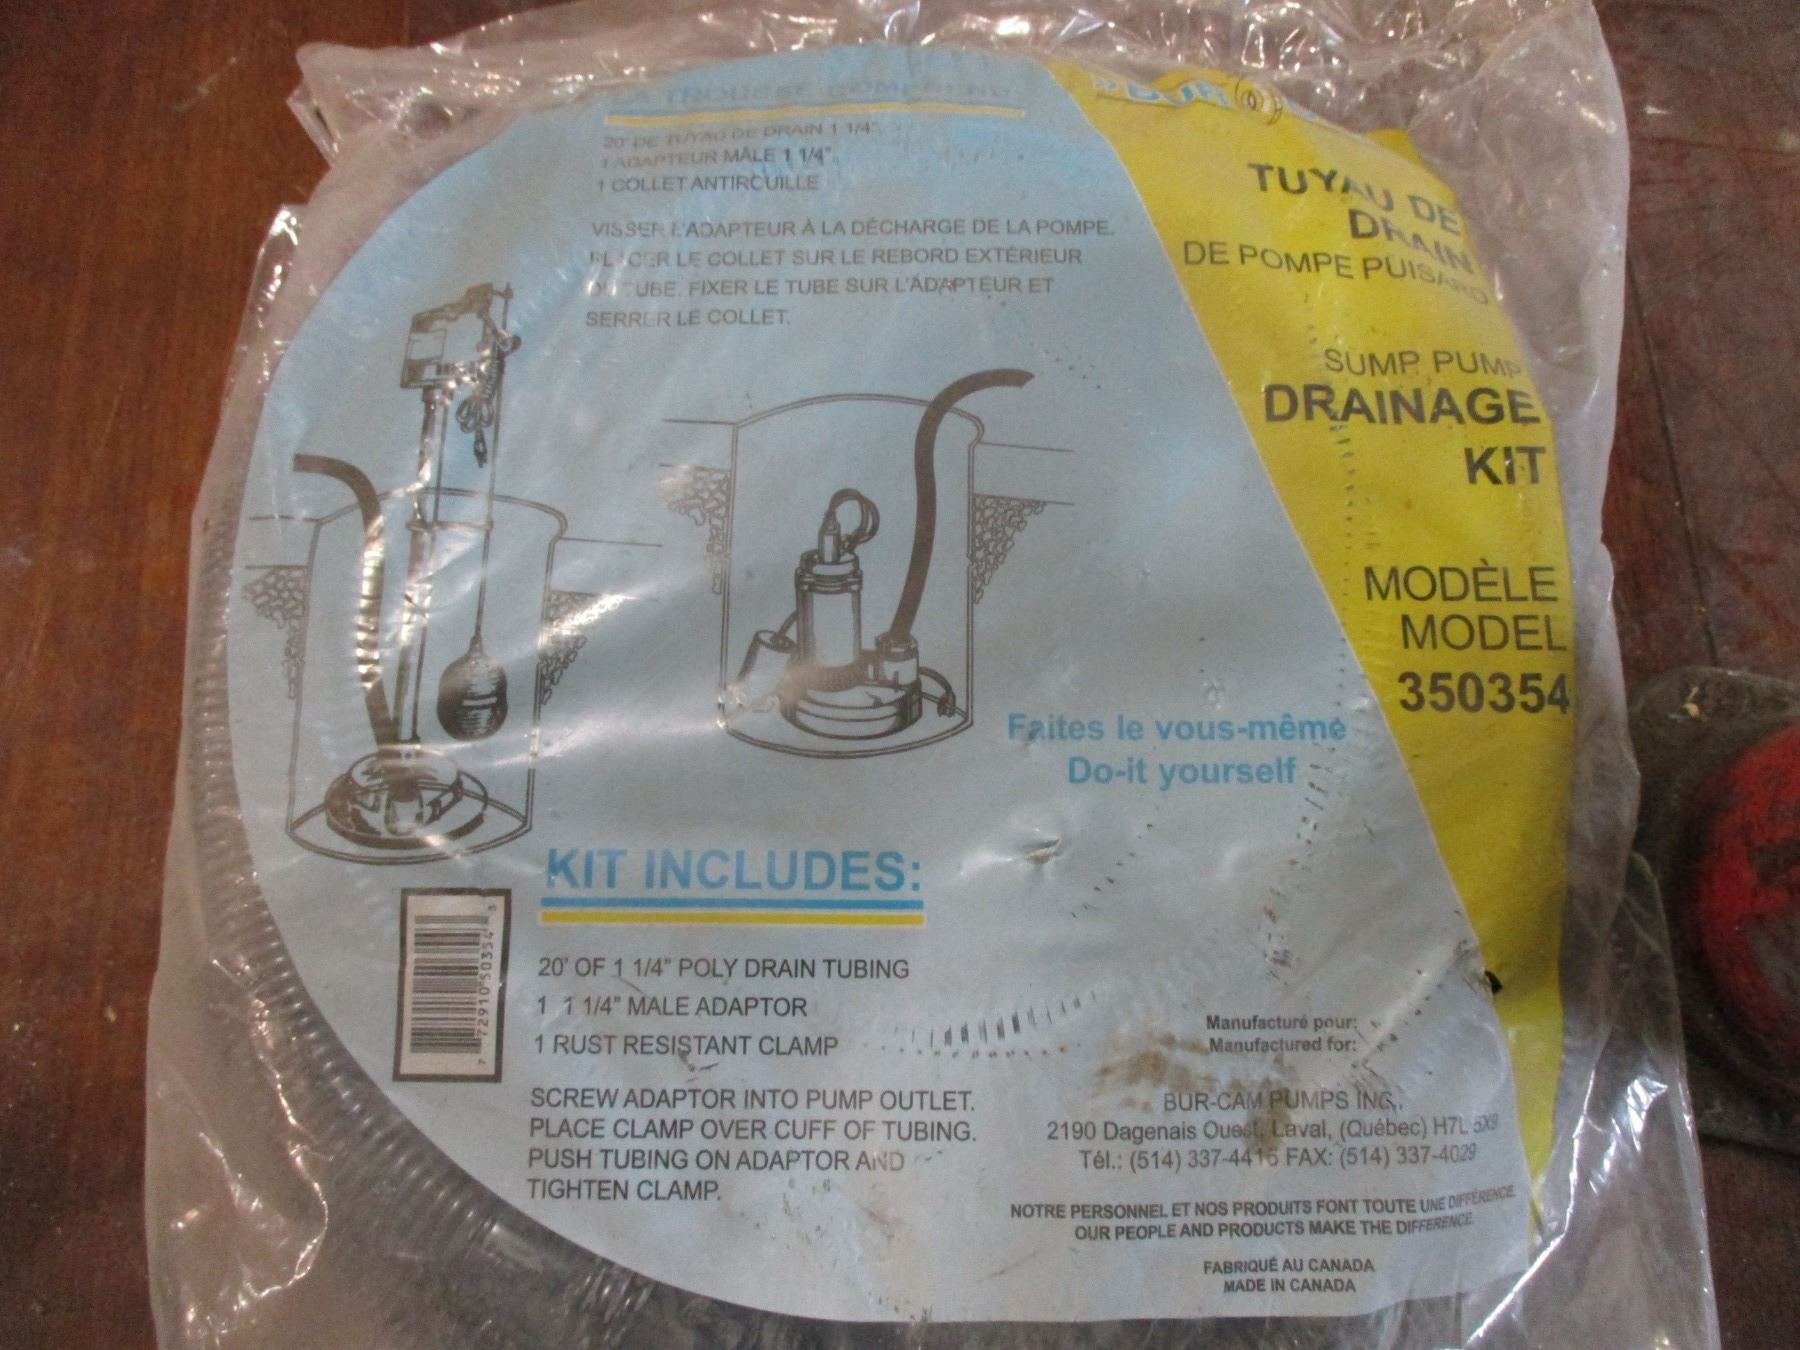 LA TROUSSE COMPREND
20' DE TUYAU DE DRAIN 1 1/4"
1 ADAPTEUR MÂLE 1 1/4"
1 COLLET ANTIRCUILLE
VISSER L'ADAPTEUR À LA DÉCHARGE DE LA POMPE.
PLACER LE COLLET SUR LE REBORD EXTÉRIEUR
DU TUBE. FIXER LE TUBE SUR L'ADAPTEUR ET
SERRER LE COLLET.
TUYAU DE
DRAIN
DE POMPE PUISARD
SUMP PUMP
DRAINAGE
KIT
MODÈLE
MODEL
350354
Faites le vous-même
Do-it yourself
KIT INCLUDES:
20' OF 1 1/4" POLY DRAIN TUBING
1 1 1/4" MALE ADAPTOR
1 RUST RESISTANT CLAMP
SCREW ADAPTOR INTO PUMP OUTLET.
PLACE CLAMP OVER CUFF OF TUBING.
PUSH TUBING ON ADAPTOR AND
TIGHTEN CLAMP.
7 72910 50354 3
Manufacturé pour:
Manufactured for:
BUR-CAM PUMPS INC.,
2190 Dagenais Ouest, Laval, (Québec) H7L 5X9
Tél.: (514) 337-4415 FAX: (514) 337-4029
NOTRE PERSONNEL ET NOS PRODUITS FONT TOUTE UNE DIFFÉRENCE.
OUR PEOPLE AND PRODUCTS MAKE THE DIFFERENCE.
FABRIQUÉ AU CANADA
MADE IN CANADA